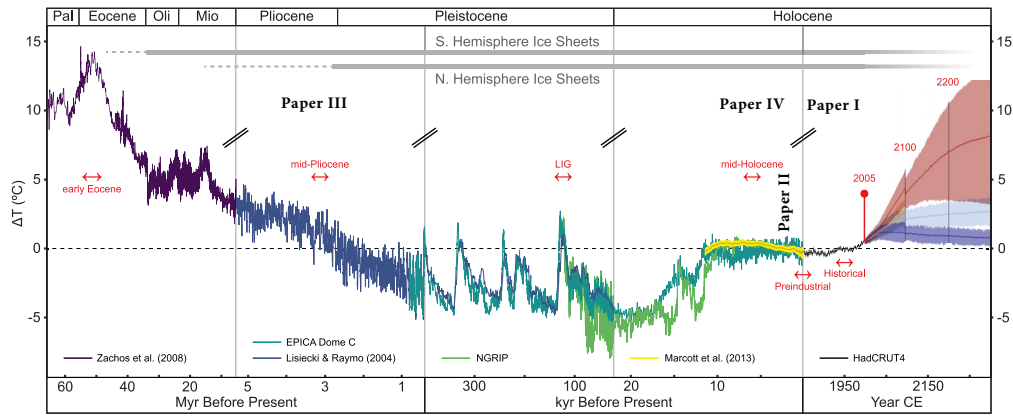 Pal Eocene Oli Mio Pliocene Pleistocene Holocene
15 S. Hemisphere Ice Sheets 15
N. Hemisphere Ice Sheets
10 Paper III Paper IV Paper I 2200 10
2100
mid-Pliocene LIG mid-Holocene 2005
5 early Eocene Paper II 5
ΔT (ºC)
0 0
Historical
Preindustrial
-5 -5
EPICA Dome C
Zachos et al. (2008) Lisiecki & Raymo (2004) NGRIP Marcott et al. (2013) HadCRUT4
60 40 20 5 3 1 300 100 20 10 1950 2150
Myr Before Present kyr Before Present Year CE